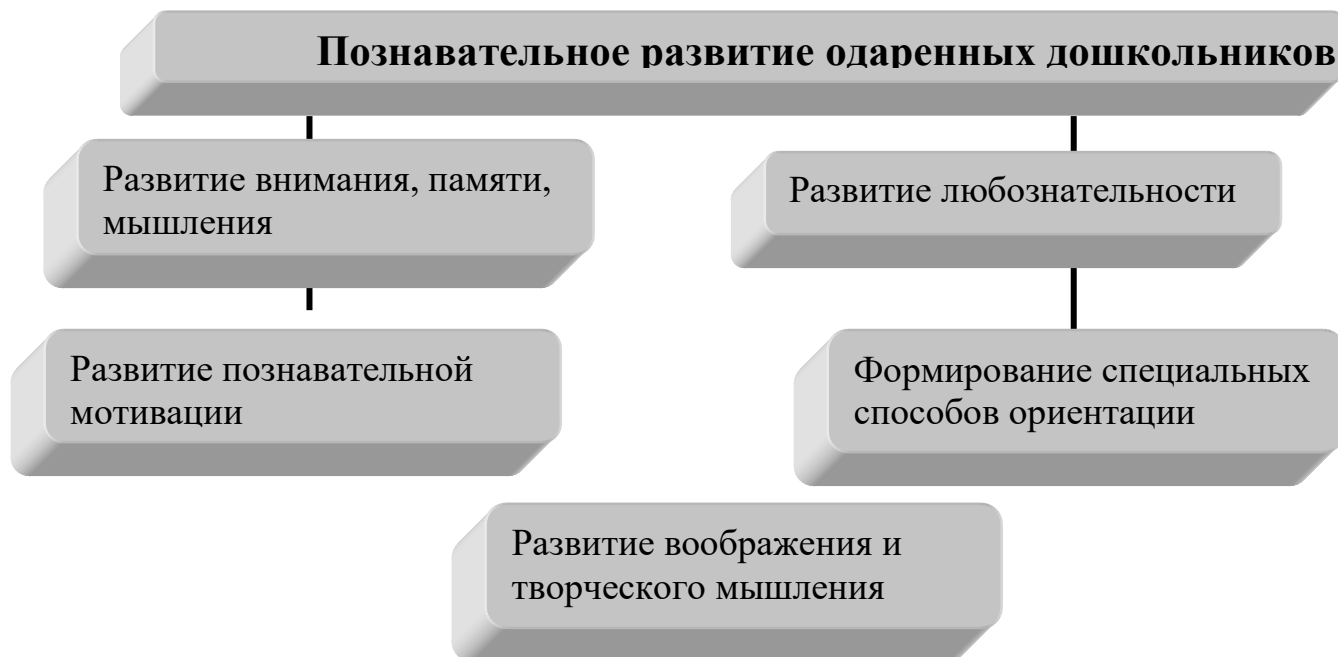 Познавательное развитие одаренных дошкольников
Развитие внимания, памяти,
мышления
Развитие любознательности
Развитие познавательной
мотивации
Формирование специальных
способов ориентации
Развитие воображения и
творческого мышления